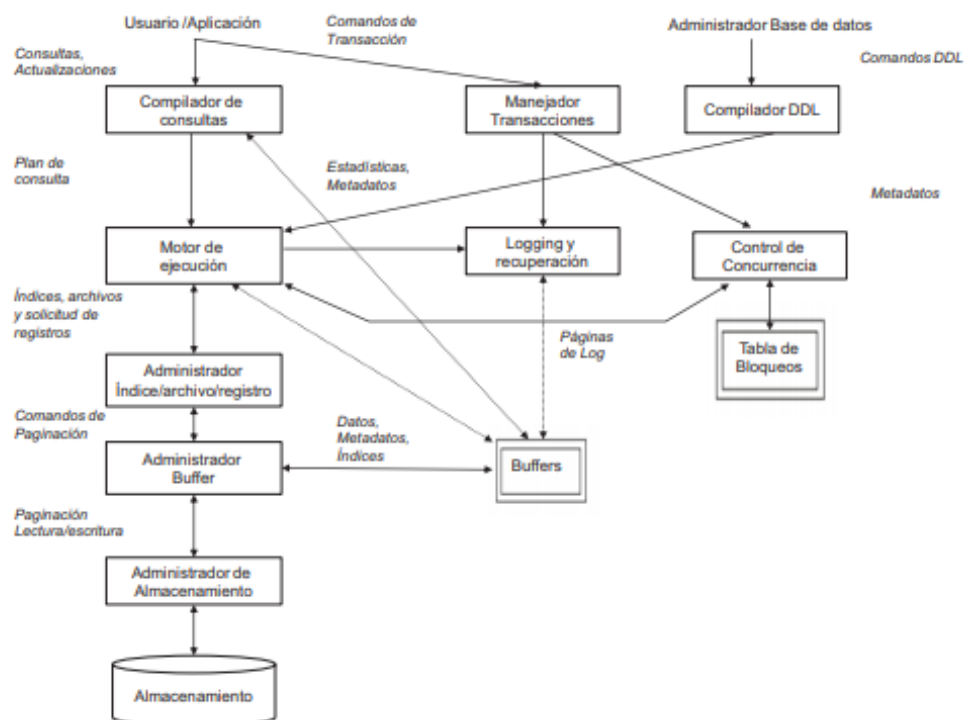 Usuario /Aplicación
Comandos de
Transacción
Administrador Base de datos
Consultas,
Actualizaciones
Comandos DDL
Compilador de
consultas
Manejador
Transacciones
Compilador DDL
Plan de
consulta
Estadísticas,
Metadatos
Metadatos
Motor de
ejecución
Logging y
recuperación
Control de
Concurrencia
Índices, archivos
y solicitud de
registros
Páginas
de Log
Tabla de
Bloqueos
Administrador
Índice/archivo/registro
Comandos de
Paginación
Datos,
Metadatos,
Índices
Administrador
Buffer
Buffers
Paginación
Lectura/escritura
Administrador de
Almacenamiento
Almacenamiento